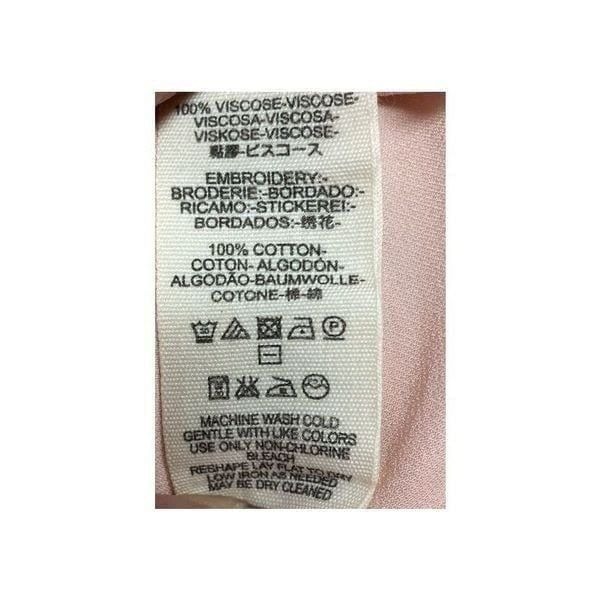 100% VISCOSE-VISCOSE-
VISCOSA-VISCOSA-
VISKOSE-VISCOSE-
黏膠-ビスコース
EMBROIDERY:-
BRODERIE:-BORDADO:-
RICAMO:-STICKEREI:-
BORDADOS:-绣花-
100% COTTON-
COTON- ALGODÓN-
ALGODÃO-BAUMWOLLE-
COTONE-棉-綿
40 P
MACHINE WASH COLD
GENTLE WITH LIKE COLORS
USE ONLY NON-CHLORINE
BLEACH
RESHAPE LAY FLAT TO DRY
LOW IRON AS NEEDED
MAY BE DRY CLEANED